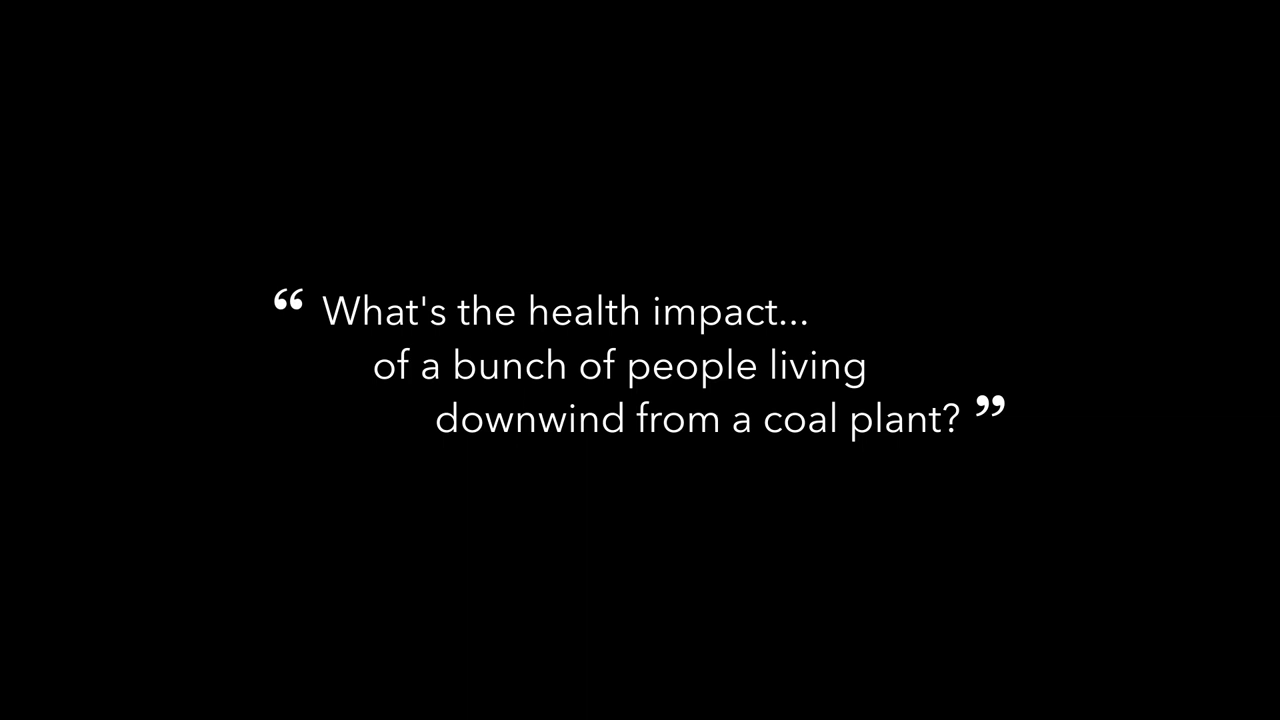 “ What's the health impact...
of a bunch of people living
downwind from a coal plant? ”